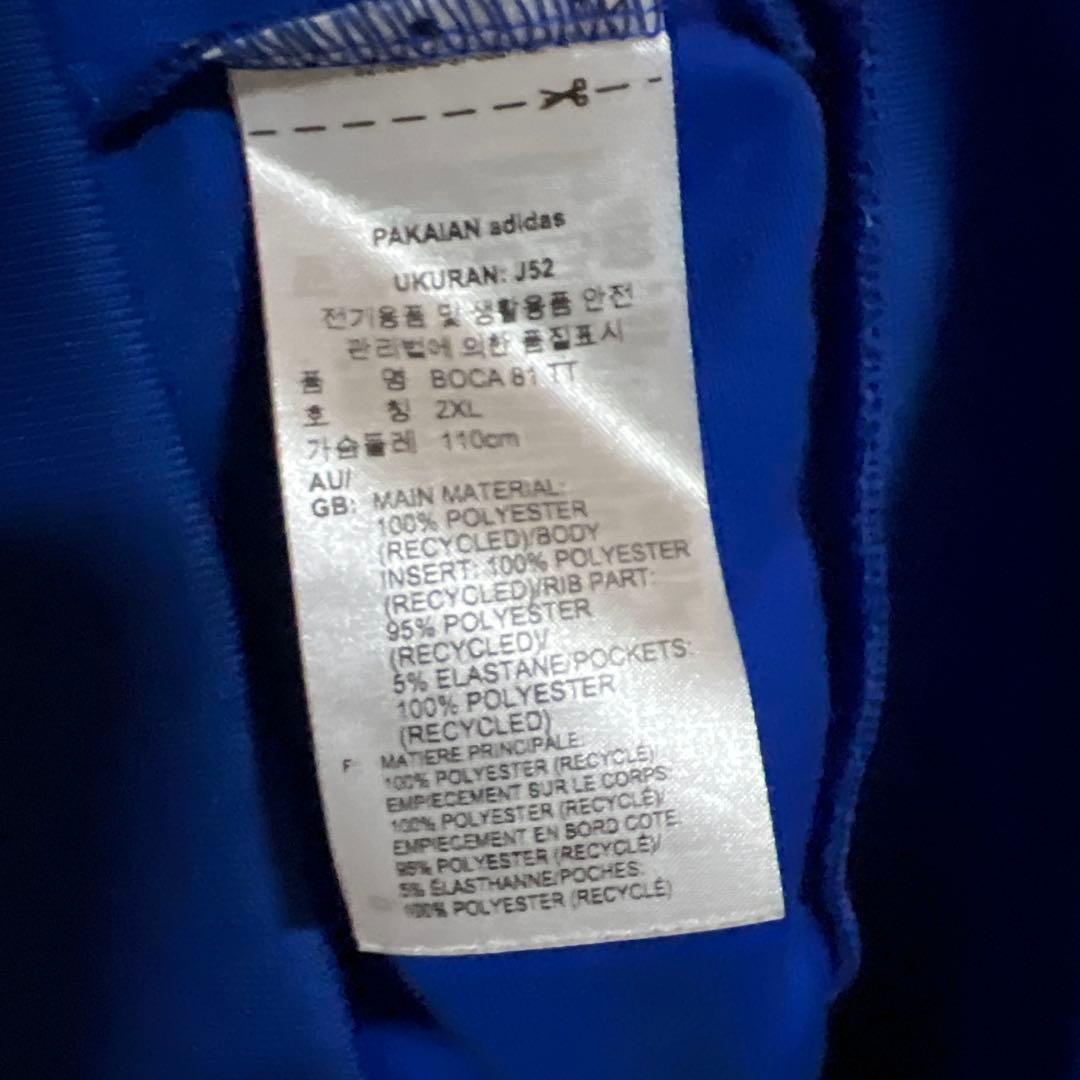 PAKAIAN adidas
UKURAN: J52
전기용품 및 생활용품 안전
관리법에 의한 품질표시
품 명 BOCA 81 TT
호 칭 2XL
가슴둘레 110cm
AU/
GB: MAIN MATERIAL:
100% POLYESTER
(RECYCLED)/BODY
INSERT: 100% POLYESTER
(RECYCLED)/RIB PART:
95% POLYESTER
(RECYCLED)/
5% ELASTANE/POCKETS:
100% POLYESTER
(RECYCLED)
F: MATIERE PRINCIPALE:
100% POLYESTER (RECYCLÉ)/
EMPIECEMENT SUR LE CORPS:
100% POLYESTER (RECYCLÉ)/
EMPIECEMENT EN BORD COTE:
95% POLYESTER (RECYCLÉ)/
5% ÉLASTHANNE/POCHES:
100% POLYESTER (RECYCLÉ)